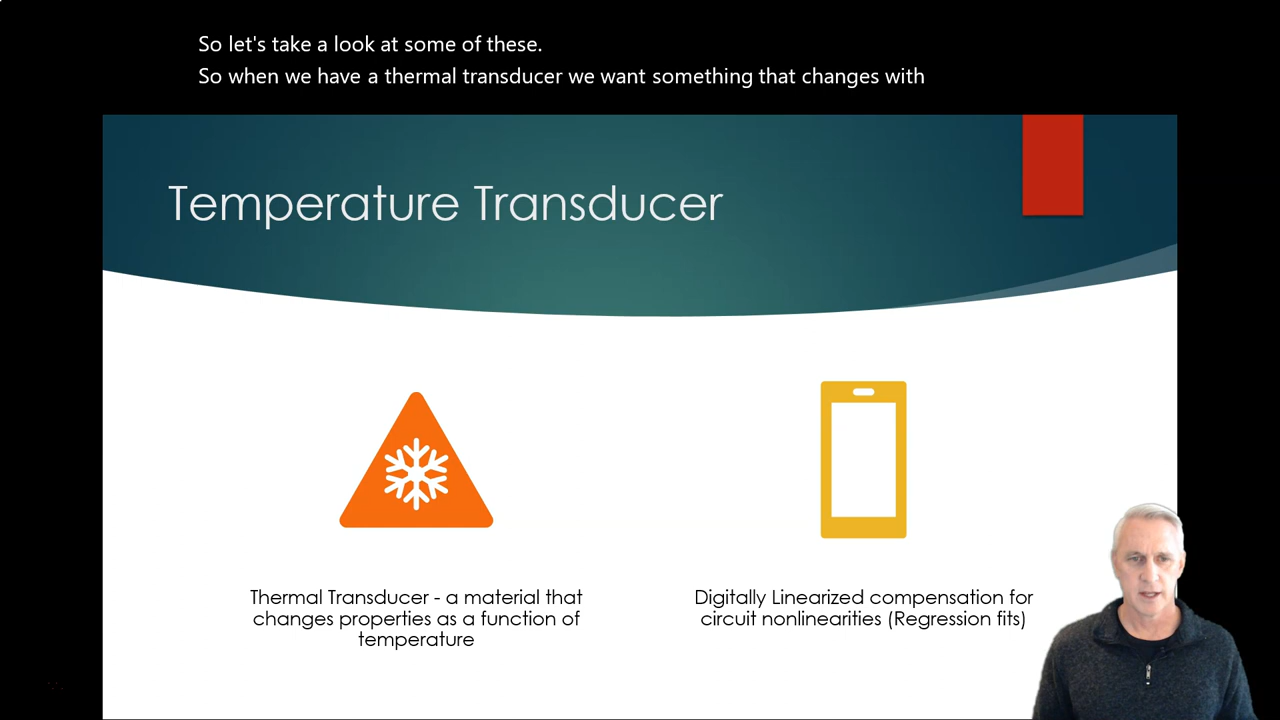 So let's take a look at some of these.
So when we have a thermal transducer we want something that changes with
Temperature Transducer
Thermal Transducer - a material that
changes properties as a function of
temperature
Digitally Linearized compensation for
circuit nonlinearities (Regression fits)